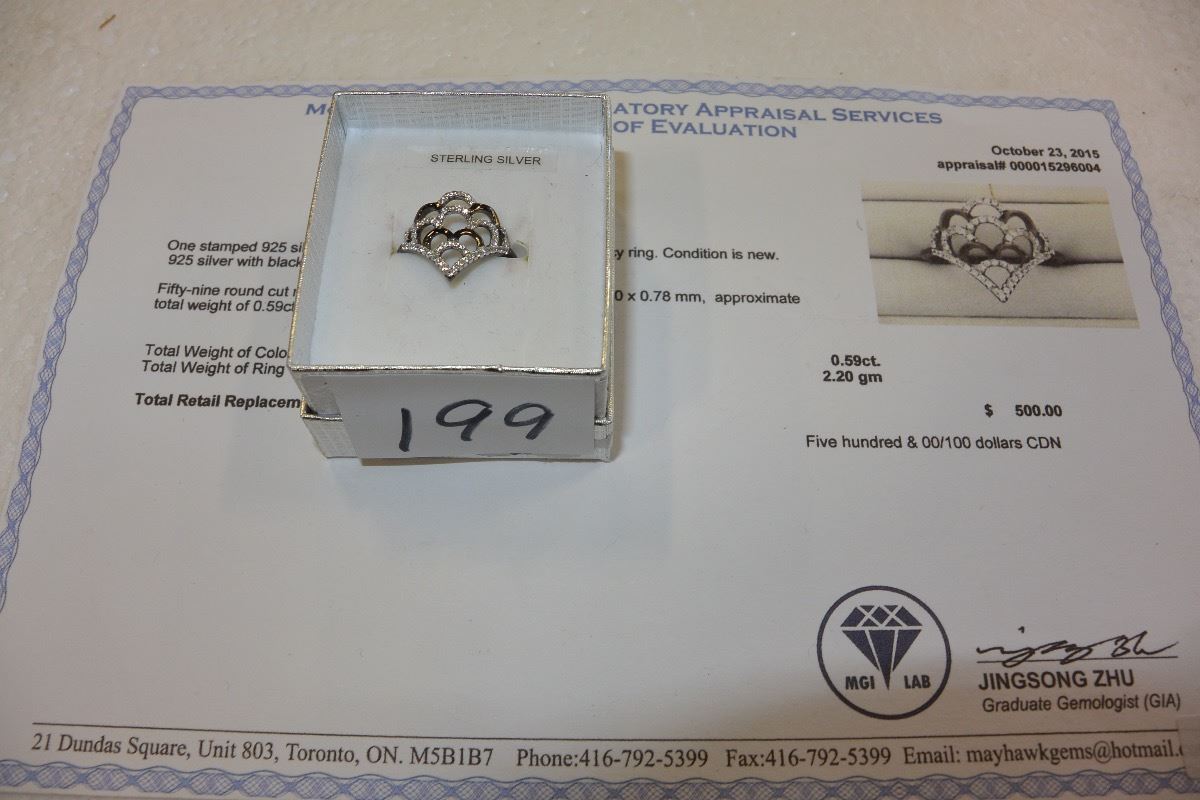 ATORY APPRAISAL SERVICES
OF EVALUATION
October 23, 2015
appraisal# 000015296004
STERLING SILVER
One stamped 925 ring. Condition is new.
925 silver with black
Fifty-nine round cut 0 x 0.78 mm, approximate
total weight of 0.59
Total Weight of 0.59ct.
Total Weight of Ring 2.20 gm
Total Retail $ 500.00
Five hundred & 00/100 dollars CDN
199
MGI LAB
JINGSONG ZHU
Graduate Gemologist (GIA)
21 Dundas Square, Unit 803, Toronto, ON. M5B1B7 Phone:416-792-5399 Fax:416-792-5399 Email: mayhawkgems@hotmail.